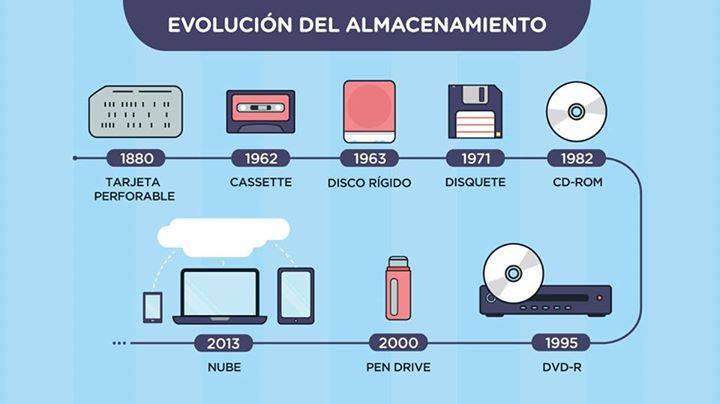 EVOLUCIÓN DEL ALMACENAMIENTO
1880
TARJETA
PERFORABLE
1962
CASSETTE
1963
DISCO RÍGIDO
1971
DISQUETE
1982
CD-ROM
1995
DVD-R
2000
PEN DRIVE
2013
NUBE